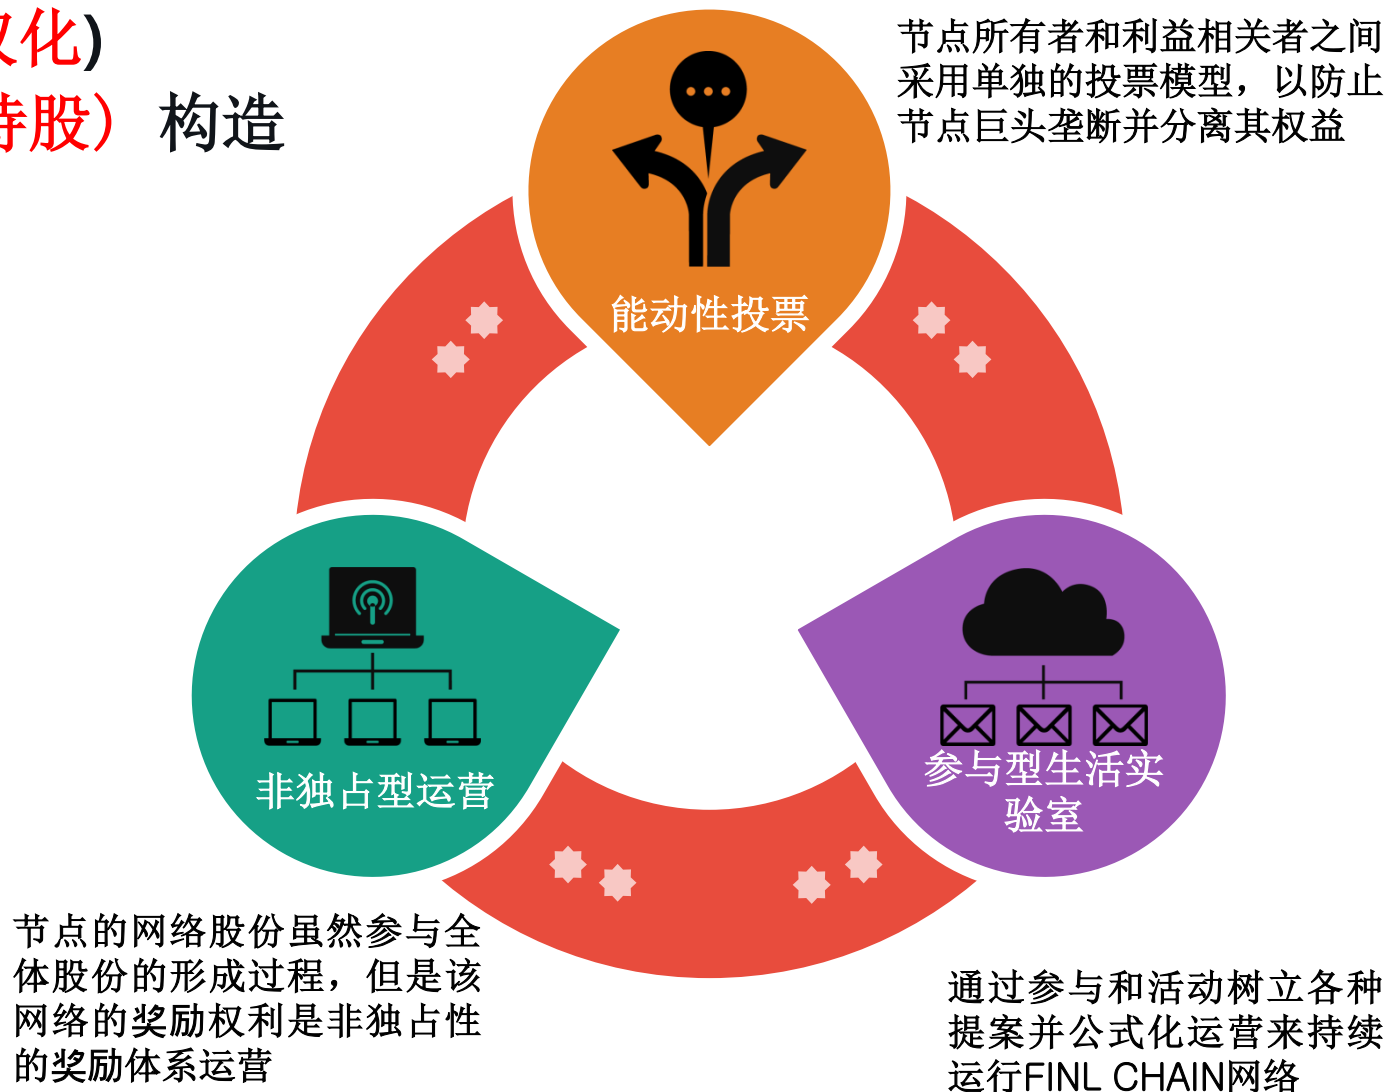 化)
持股） 构造
节点所有者和利益相关者之间
采用单独的投票模型，以防止
节点巨头垄断并分离其权益
能动性投票
非独占型运营
参与型生活实
验室
节点的网络股份虽然参与全
体股份的形成过程，但是该
网络的奖励权利是非独占性
的奖励体系运营
通过参与和活动树立各种
提案并公式化运营来持续
运行FINL CHAIN网络